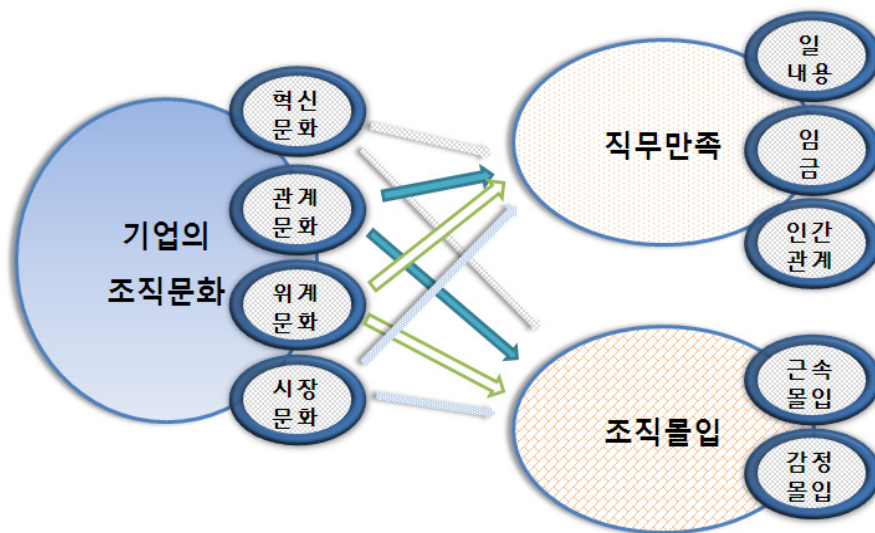 기업의
조직문화
혁신
문화
관계
문화
위계
문화
시장
문화
직무만족
일
내용
임
금
인간
관계
조직몰입
근속
몰입
감정
몰입